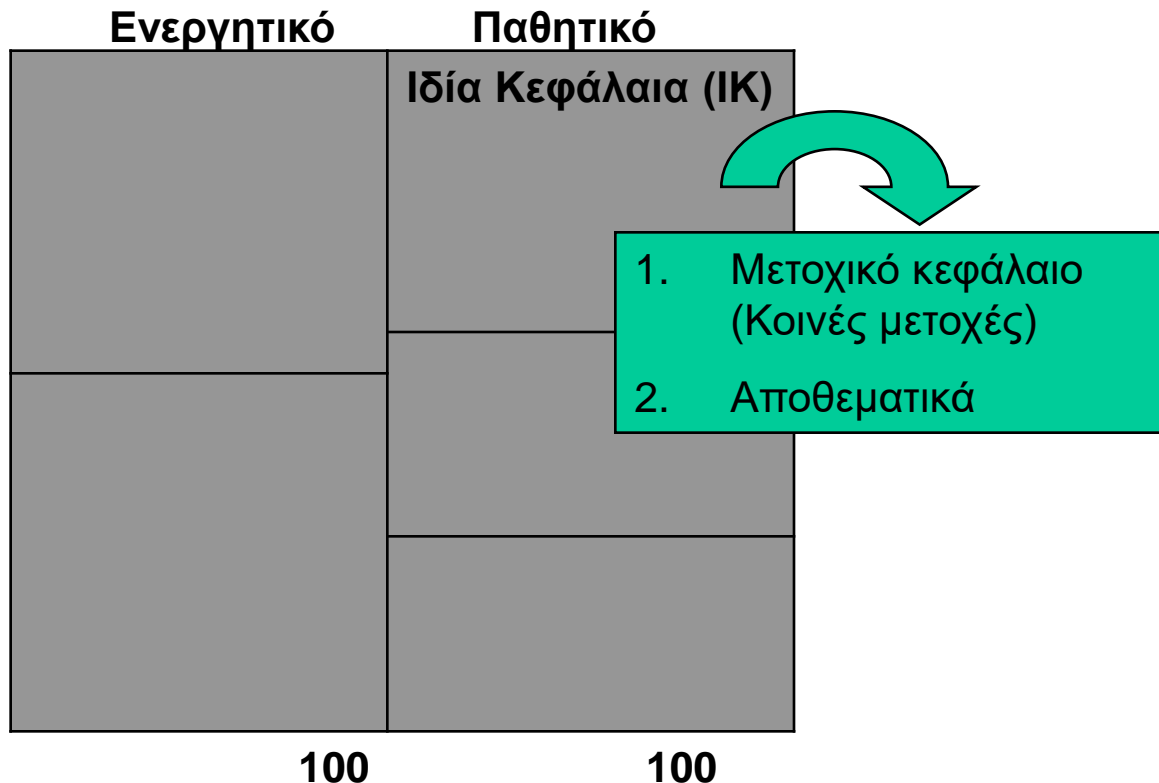 Ενεργητικό Παθητικό
Ιδία Κεφάλαια (ΙΚ)
1. Μετοχικό κεφάλαιο
(Κοινές μετοχές)
2. Αποθεματικά
100 100